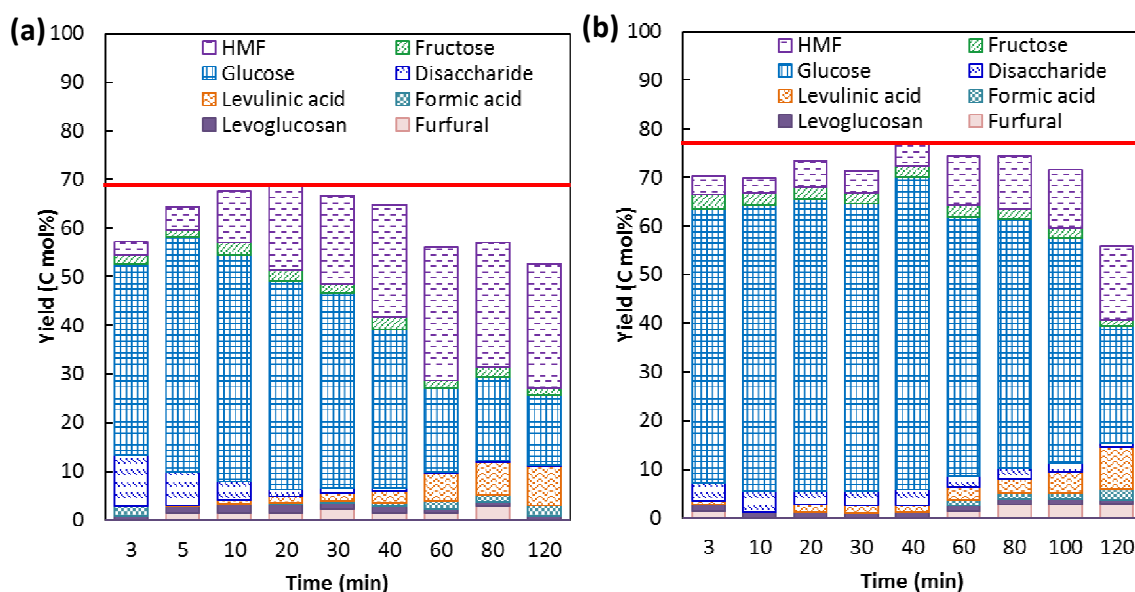 (a)
100
90
80
70
60
50
40
30
20
10
0
Yield (C mol%)
HMF Fructose
Glucose Disaccharide
Levulinic acid Formic acid
Levoglucosan Furfural
3 5 10 20 30 40 60 80 120
Time (min)
(b)
100
90
80
70
60
50
40
30
20
10
0
Yield (C mol%)
HMF Fructose
Glucose Disaccharide
Levulinic acid Formic acid
Levoglucosan Furfural
3 10 20 30 40 60 80 100 120
Time (min)